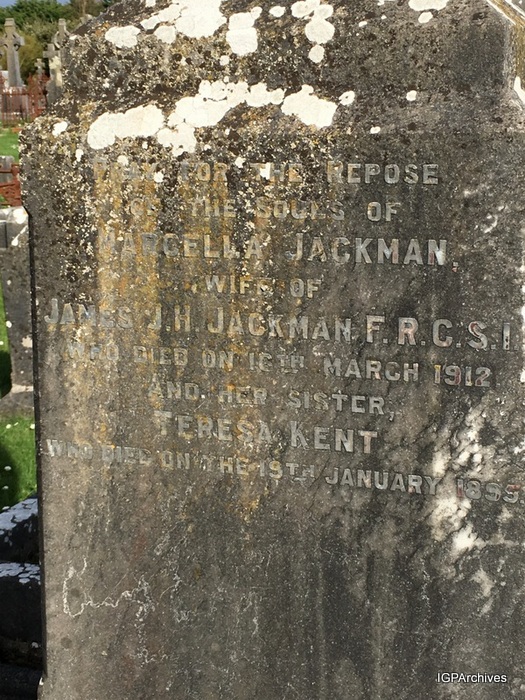 PRAY FOR THE REPOSE
OF THE SOULS OF
MARCELLA JACKMAN,
WIFE OF
JAMES J.H. JACKMAN F.R.C.S.I.
WHO DIED ON 16TH MARCH 1912
AND HER SISTER,
TERESA KENT
WHO DIED ON THE 19TH JANUARY
IGPArchives